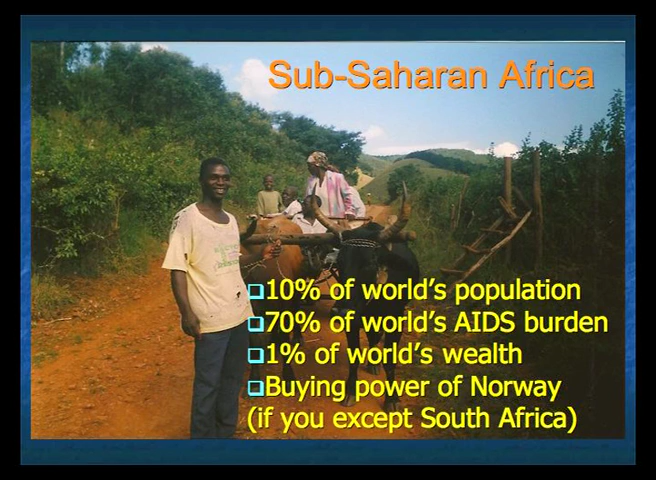 Sub-Saharan Africa
10% of world's population
70% of world's AIDS burden
1% of world's wealth
Buying power of Norway
(if you except South Africa)